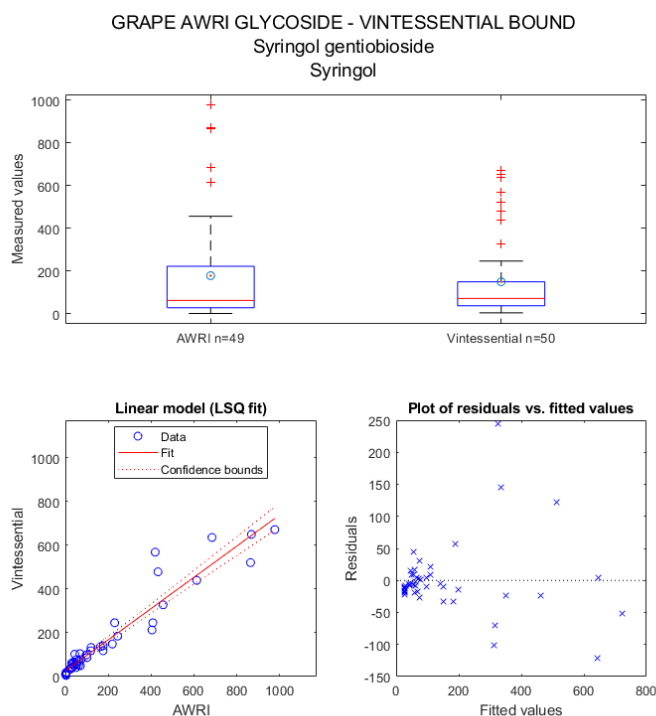 GRAPE AWRI GLYCOSIDE - VINTESSENTIAL BOUND
Syringol gentiobioside
Syringol
1000
800
600
400
200
0
Measured values
AWRI n=49
Vintessential n=50
Linear model (LSQ fit)
Data
Fit
Confidence bounds
1000
800
600
400
200
0
Vintessential
0 200 400 600 800 1000
AWRI
Plot of residuals vs. fitted values
250
200
150
100
50
0
-50
-100
-150
Residuals
0 200 400 600 800
Fitted values